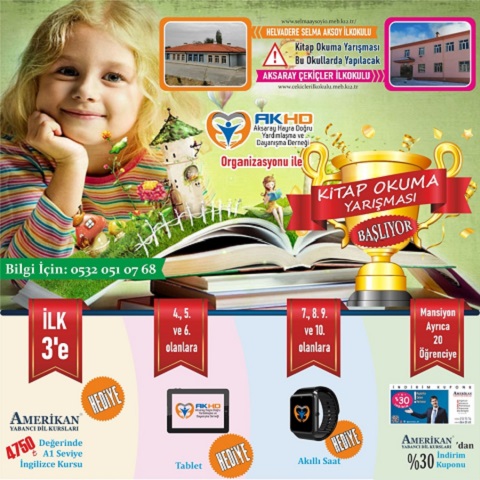 www.selmaaksoyio.meb.k12.tr/
HELVADERE SELMA AKSOY İLKOKULU
Kitap Okuma Yarışması
Bu Okullarda Yapılacak
AKSARAY ÇEKİÇLER İLKOKULU
www.cekiclerilkokulu.meb.k12.tr
AKHD
Aksaray Hayra Doğru
Yardımlaşma ve
Dayanışma Derneği
Organizasyonu ile
KİTAP OKUMA
YARIŞMASI
BAŞLIYOR
Bilgi İçin: 0532 051 07 68
İLK
3'e
HEDİYE
AMERİKAN
YABANCI DİL KURSLARI
4750 ₺ Değerinde
A1 Seviye
İngilizce Kursu
4., 5.
ve 6.
olanlara
AKHD
Tablet
HEDİYE
7., 8. 9.
ve 10.
olanlara
Akıllı Saat
HEDİYE
Mansiyon
Ayrıca
20
Öğrenciye
İNDİRİM KUPONU
%30
AMERİKAN 'dan
YABANCI DİL KURSLARI
%30 İndirim
Kuponu